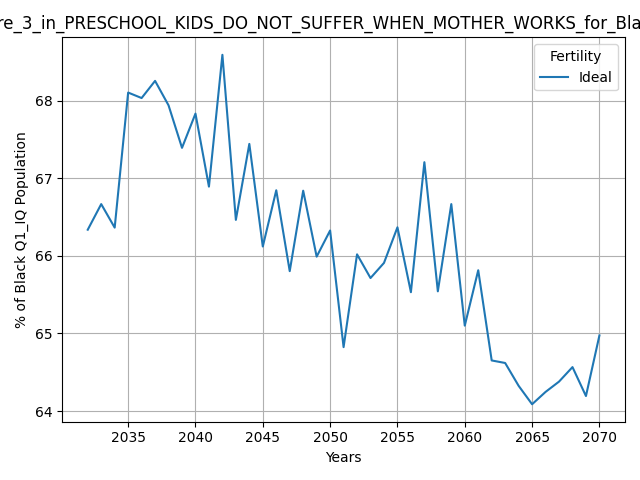 re_3_in_PRESCHOOL_KIDS_DO_NOT_SUFFER_WHEN_MOTHER_WORKS_for_Bla
Fertility
Ideal
% of Black Q1_IQ Population
68
67
66
65
64
2035 2040 2045 2050 2055 2060 2065 2070
Years